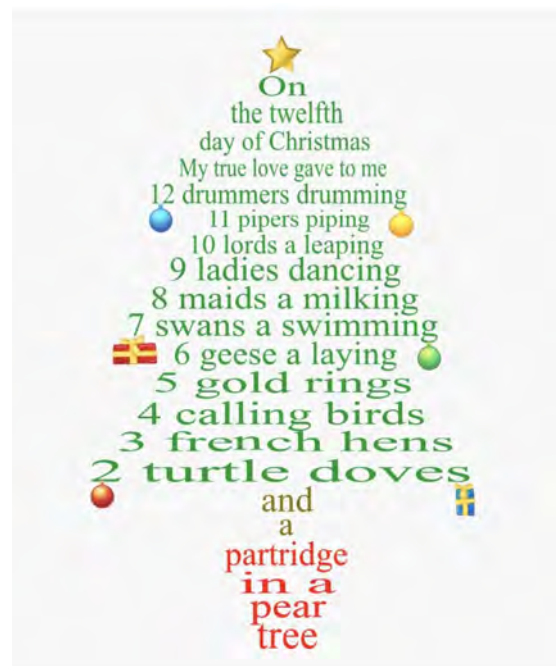 On
the twelfth
day of Christmas
My true love gave to me
12 drummers drumming
11 pipers piping
10 lords a leaping
9 ladies dancing
8 maids a milking
7 swans a swimming
6 geese a laying
5 gold rings
4 calling birds
3 french hens
2 turtle doves
and
a
partridge
in a
pear
tree